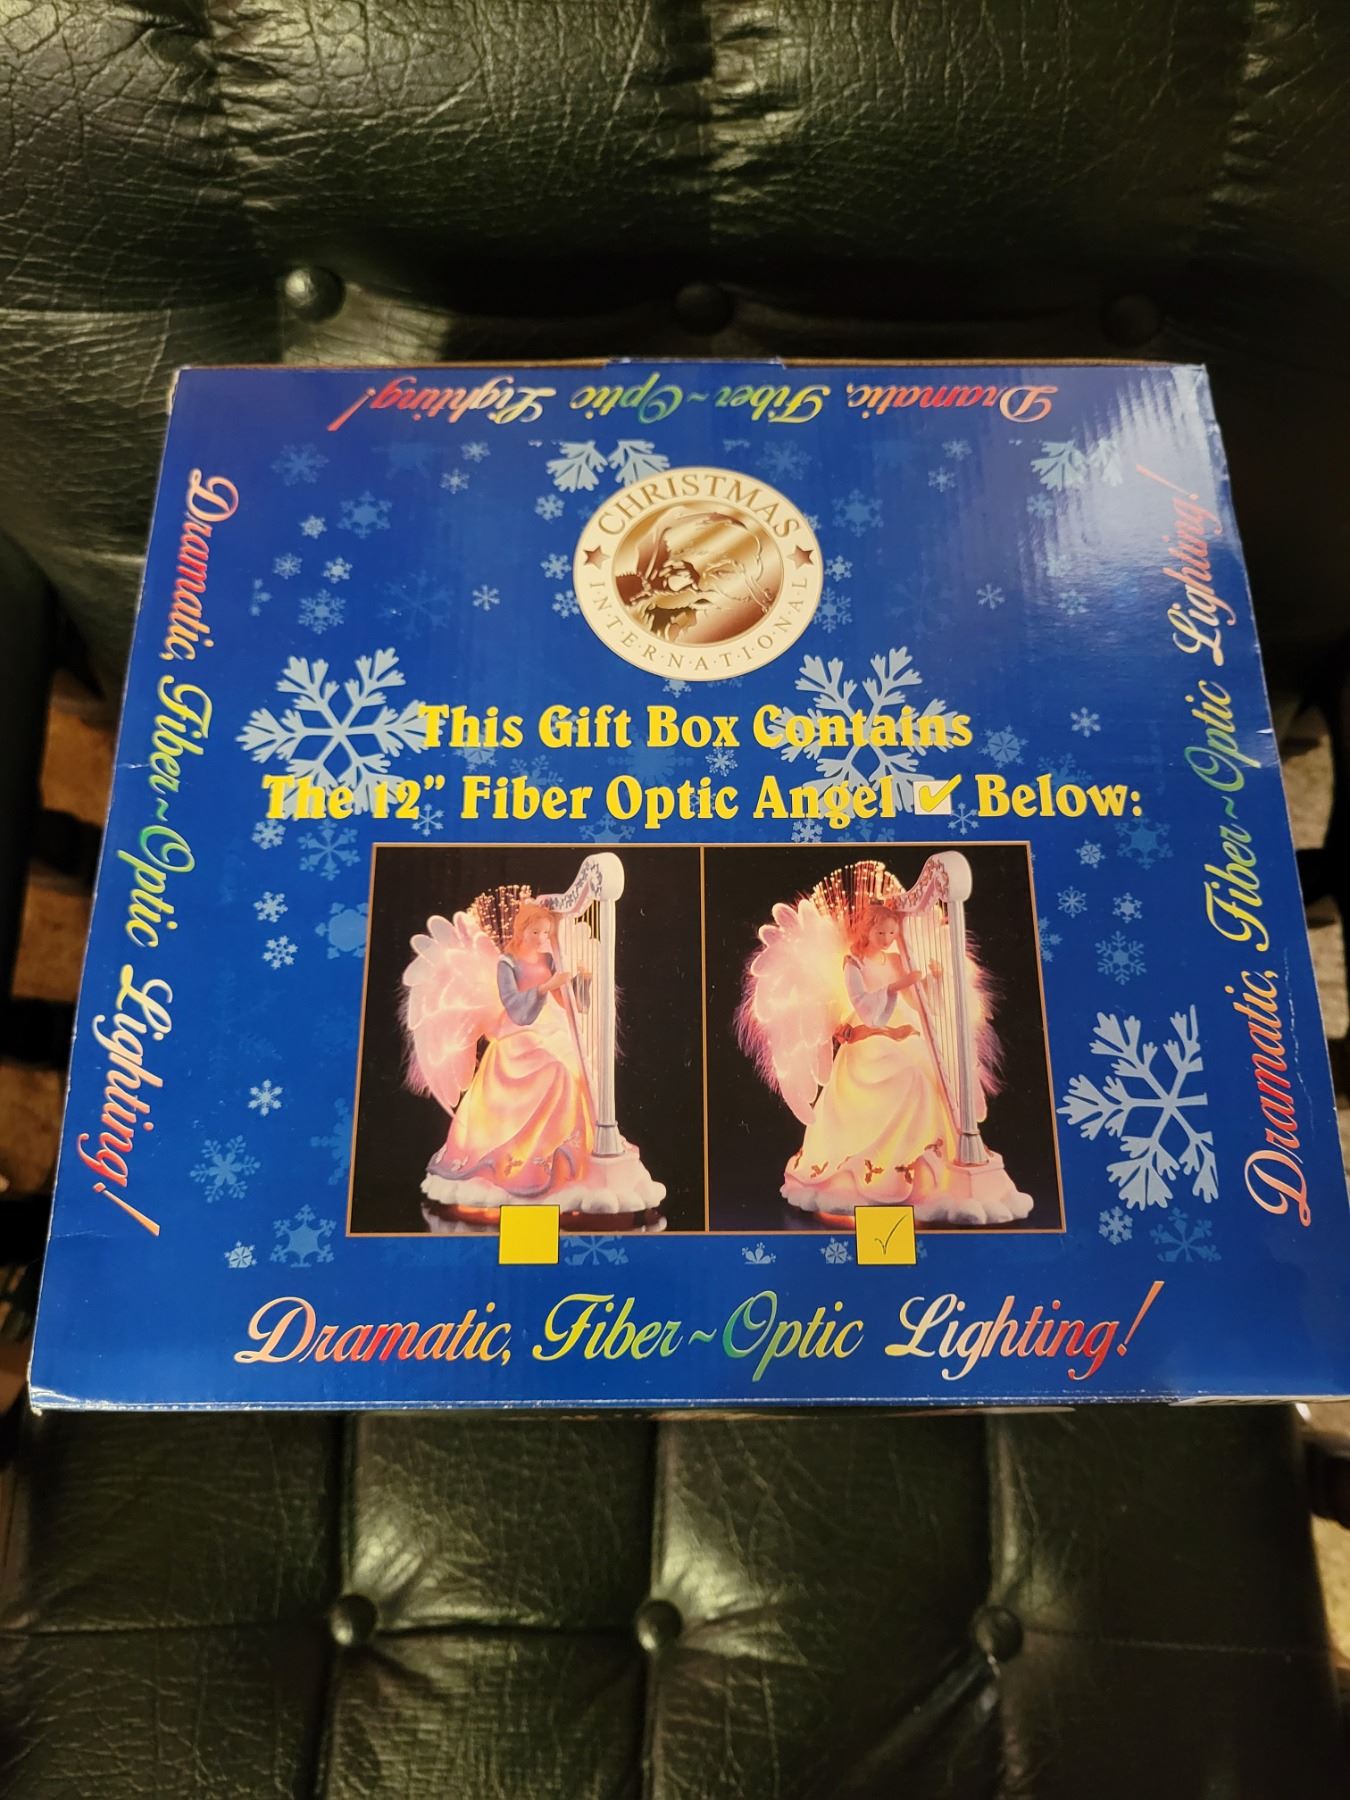 Dramatic, Fiber~Optic Lighting!
CHRISTMAS
INTERNATIONAL
This Gift Box Contains
The 12" Fiber Optic Angel ✓ Below:
✓
Dramatic, Fiber~Optic Lighting!
Dramatic, Fiber~Optic Lighting!
Dramatic, Fiber~Optic Lighting!